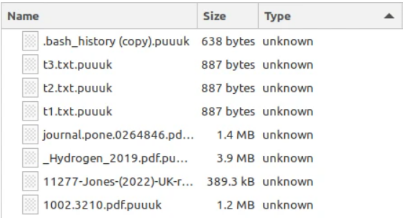 Name Size Type
.bash_history (copy).puuuk 638 bytes unknown
t3.txt.puuuk 887 bytes unknown
t2.txt.puuuk 887 bytes unknown
t1.txt.puuuk 887 bytes unknown
journal.pone.0264846.pd... 1.4 MB unknown
_Hydrogen_2019.pdf.pu... 3.9 MB unknown
11277-Jones-(2022)-UK-r... 389.3 kB unknown
1002.3210.pdf.puuuk 1.2 MB unknown